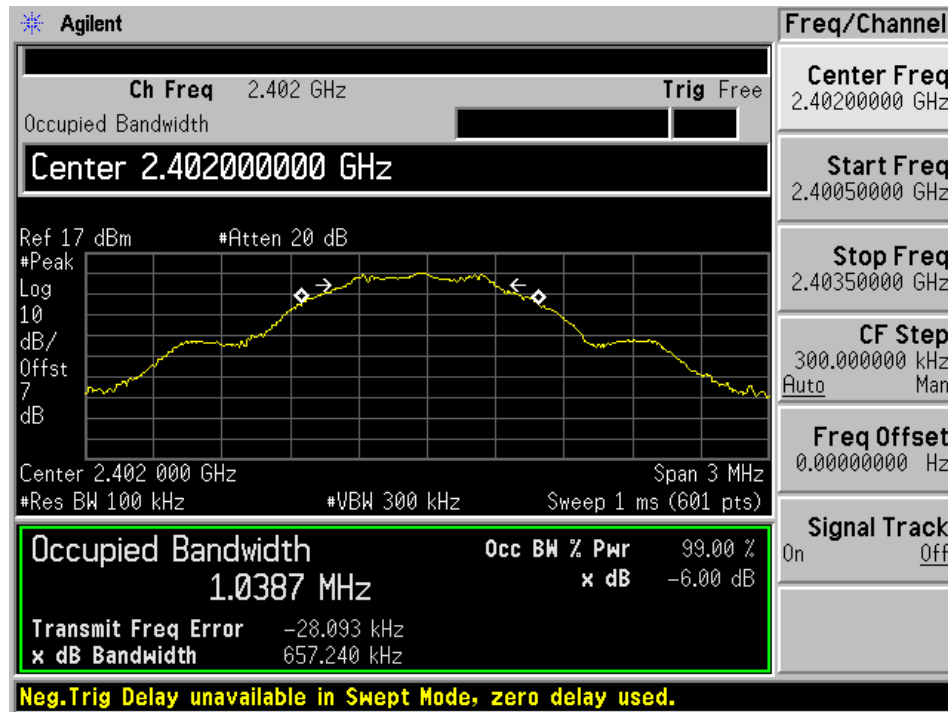 Agilent
Freq/Channel
Ch Freq 2.402 GHz Trig Free
Occupied Bandwidth
Center 2.402000000 GHz
Ref 17 dBm #Atten 20 dB
#Peak
Log
10
dB/
Offst
7
dB
Center 2.402 000 GHz Span 3 MHz
#Res BW 100 kHz #VBW 300 kHz Sweep 1 ms (601 pts)
Occupied Bandwidth Occ BW % Pwr 99.00 %
1.0387 MHz x dB -6.00 dB
Transmit Freq Error -28.093 kHz
x dB Bandwidth 657.240 kHz
Neg.Trig Delay unavailable in Swept Mode, zero delay used.
Center Freq
2.40200000 GHz
Start Freq
2.40050000 GHz
Stop Freq
2.40350000 GHz
CF Step
300.000000 kHz
Auto Man
Freq Offset
0.00000000 Hz
Signal Track
On Off